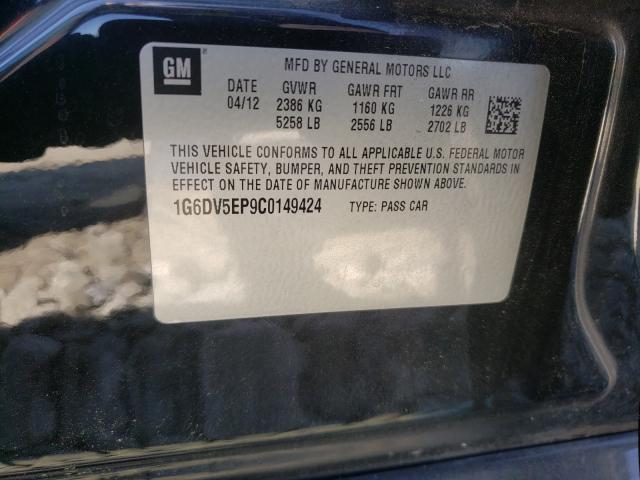 GM
MFD BY GENERAL MOTORS LLC
DATE GVWR GAWR FRT GAWR RR
04/12 2386 KG 1160 KG 1226 KG
5258 LB 2556 LB 2702 LB
THIS VEHICLE CONFORMS TO ALL APPLICABLE U.S. FEDERAL MOTOR
VEHICLE SAFETY, BUMPER, AND THEFT PREVENTION STANDARDS IN
EFFECT ON THE DATE OF MANUFACTURE SHOWN ABOVE.
1G6DV5EP9C0149424 TYPE: PASS CAR